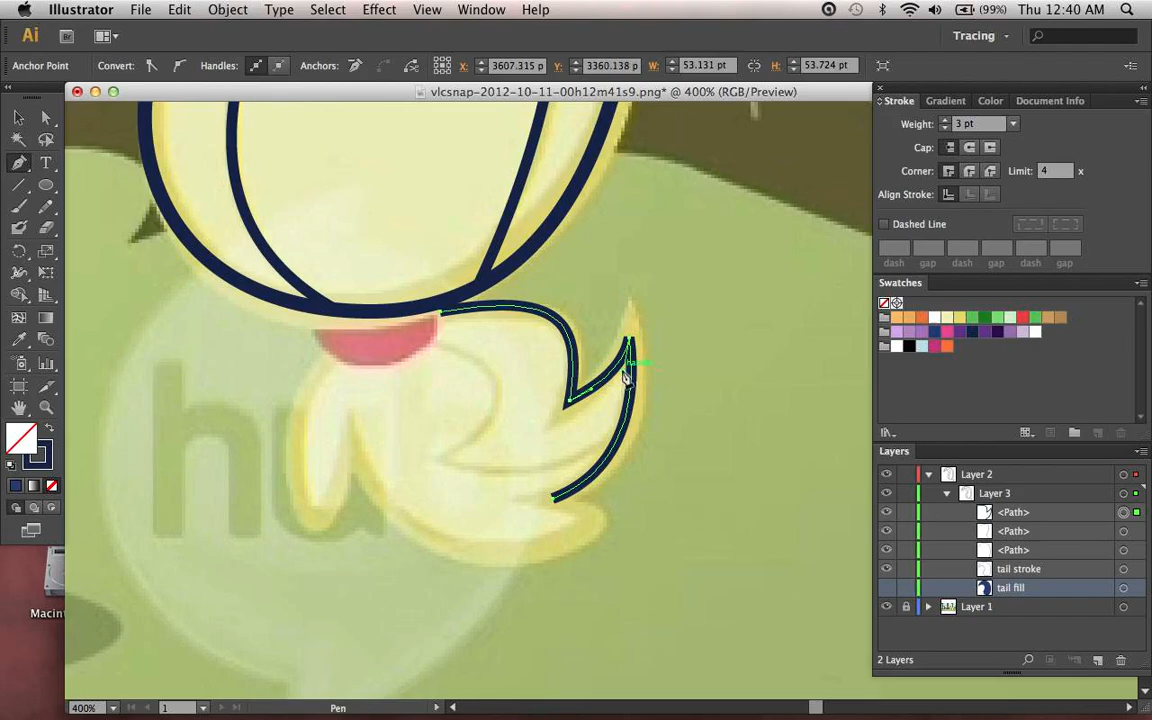 Illustrator File Edit Object Type Select Effect View Window Help (99%) Thu 12:40 AM
Ai Br Tracing
Anchor Point Convert: Handles: Anchors: X: 3607.315 p Y: 3360.138 p W: 53.131 pt H: 53.724 pt
vlcsnap-2012-10-11-00h12m41s9.png* @ 400% (RGB/Preview)
Stroke Gradient Color Document Info
Weight: 3 pt
Cap:
Corner: Limit: 4 x
Align Stroke:
Dashed Line
dash gap dash gap dash gap
Swatches
hu
Layers
Layer 2
Layer 3
<Path>
<Path>
<Path>
tail stroke
tail fill
Layer 1
Macint
2 Layers
400% 1 Pen